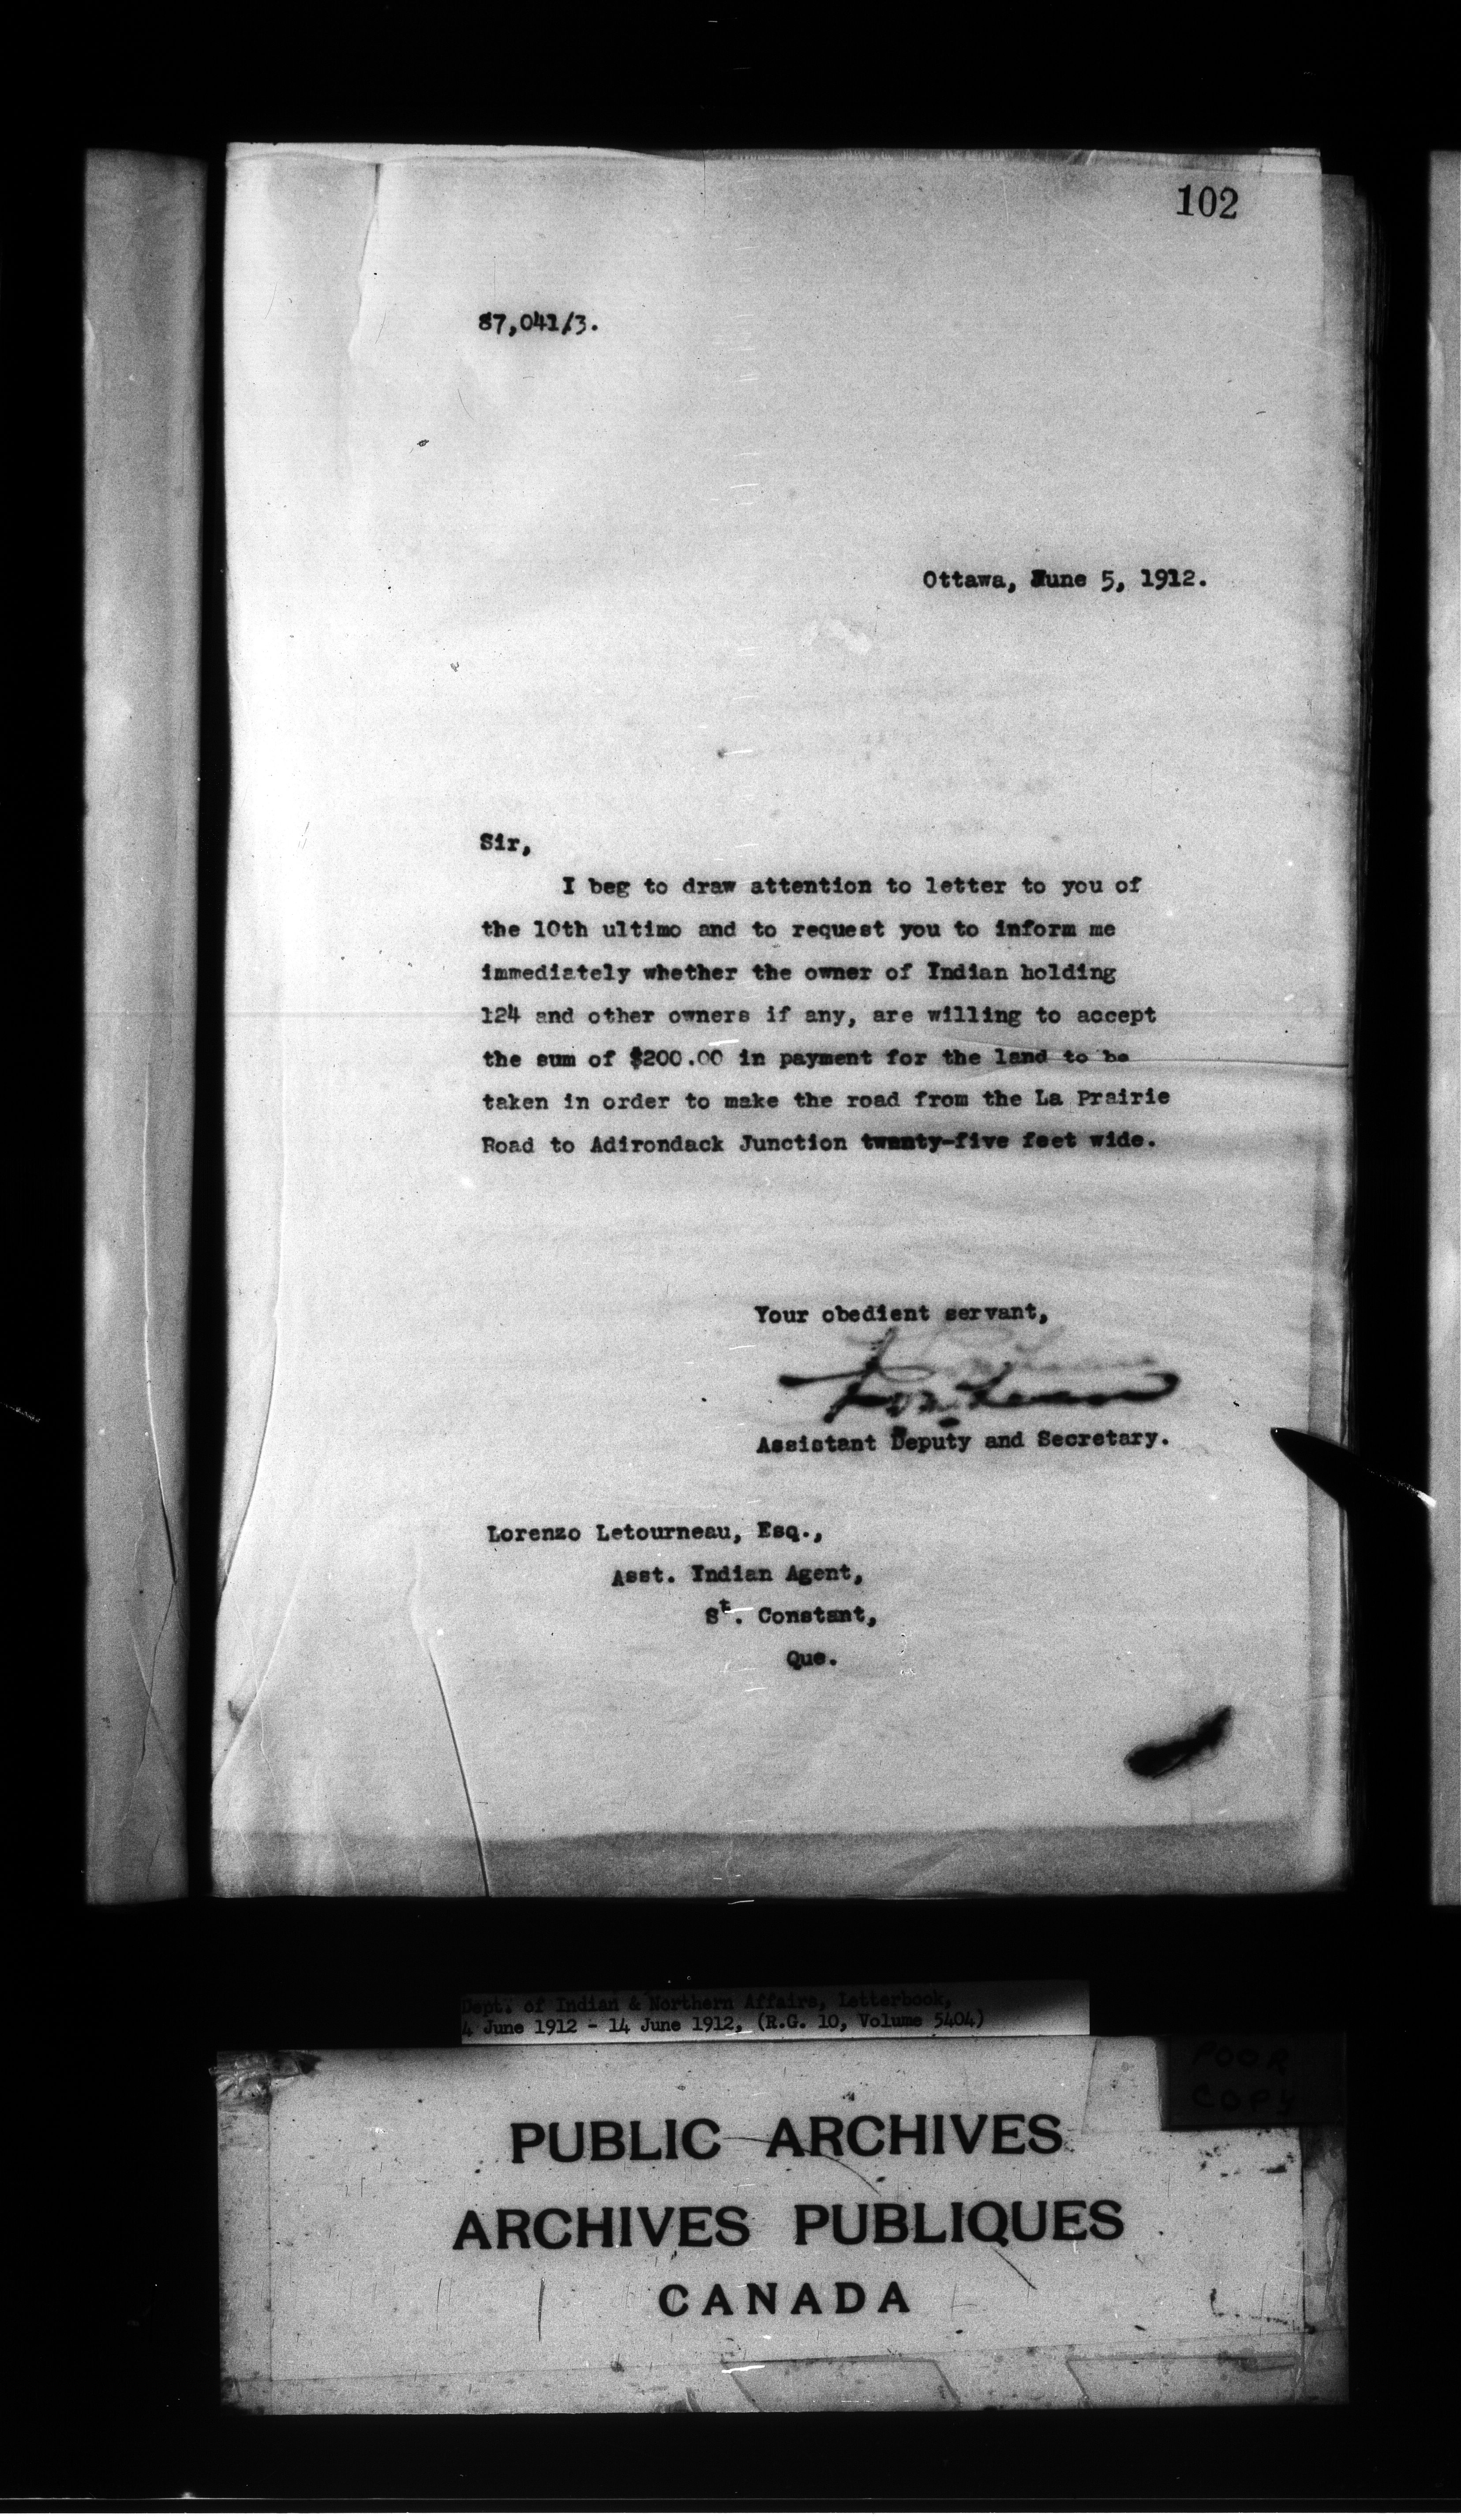 102
87,041/3.
Ottawa, June 5, 1912.
Sir,
I beg to draw attention to letter to you of
the 10th ultimo and to request you to inform me
immediately whether the owner of Indian holding
124 and other owners if any, are willing to accept
the sum of $200.00 in payment for the land to be
taken in order to make the road from the La Prairie
Road to Adirondack Junction twenty-five feet wide.
Your obedient servant,
Assistant Deputy and Secretary.
Lorenzo Letourneau, Esq.,
Asst. Indian Agent,
St. Constant,
Que.
Dept. of Indian & Northern Affairs, Letterbook,
4 June 1912 - 14 June 1912, (R.G. 10, Volume 5404)
POOR
COPY
PUBLIC ARCHIVES
ARCHIVES PUBLIQUES
CANADA